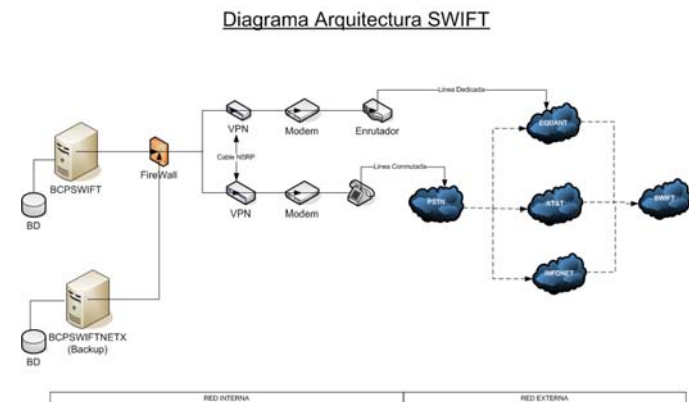 Diagrama Arquitectura SWIFT
Linea Dedicada
VPN
Modem
Enrutador
EQUANT
Cable NSRP
BCPSWIFT
FireWall
Linea Conmutada
BD
VPN
Modem
PSTN
AT&T
SWIFT
INFONET
BCPSWIFTNETX
(Backup)
BD
RED INTERNA
RED EXTERNA